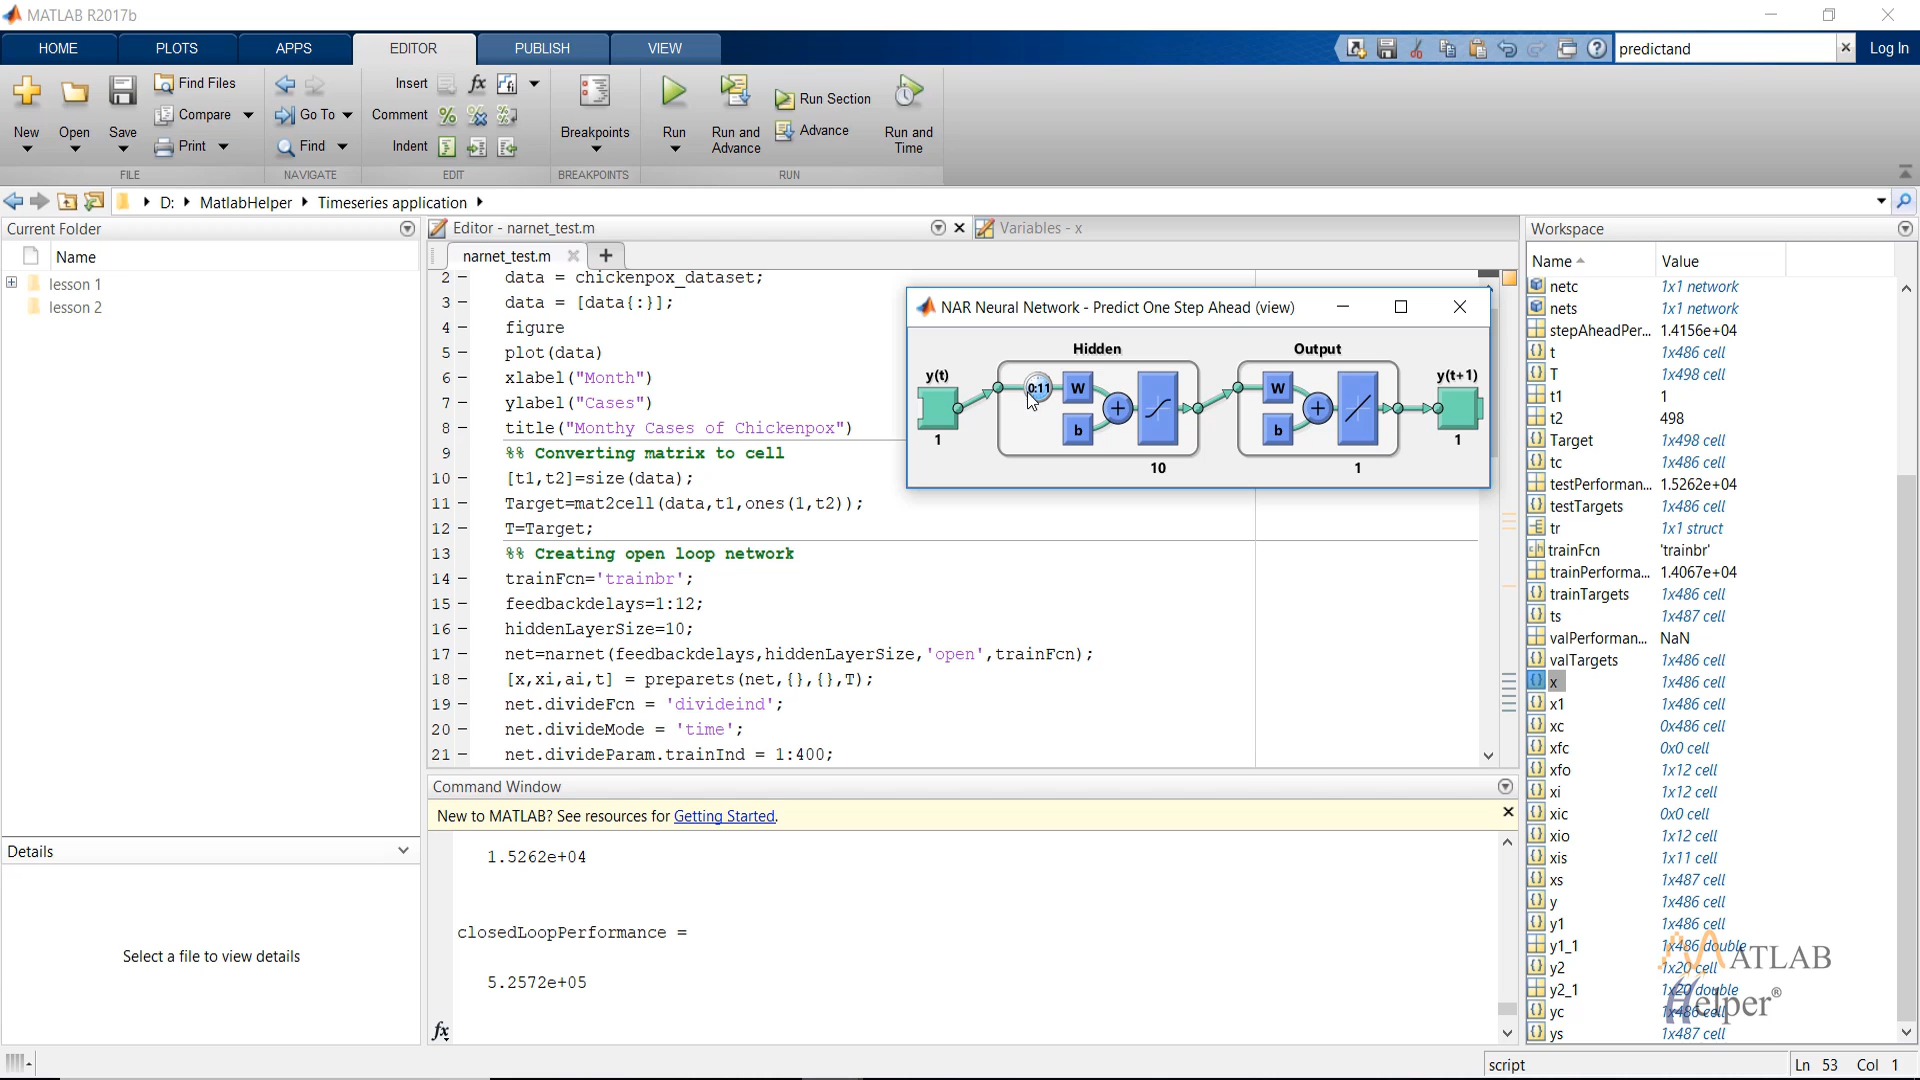 MATLAB R2017b
HOME PLOTS APPS EDITOR PUBLISH VIEW
predictand
Log In
New Open Save
Find Files
Compare
Print
FILE
Go To
Find
NAVIGATE
Insert fx
Comment
Indent
EDIT
Breakpoints
BREAKPOINTS
Run
Run and Advance
Run Section
Advance
Run and Time
RUN
D: MatlabHelper Timeseries application
Current Folder
Name
lesson 1
lesson 2
Details
Select a file to view details
Editor - narnet_test.m
Variables - x
narnet_test.m
2 data = chickenpox_dataset;
3 data = [data{:}];
4 figure
5 plot(data)
6 xlabel("Month")
7 ylabel("Cases")
8 title("Monthy Cases of Chickenpox")
9 %% Converting matrix to cell
10 [t1,t2]=size(data);
11 Target=mat2cell(data,t1,ones(1,t2));
12 T=Target;
13 %% Creating open loop network
14 trainFcn='trainbr';
15 feedbackdelays=1:12;
16 hiddenLayerSize=10;
17 net=narnet(feedbackdelays,hiddenLayerSize,'open',trainFcn);
18 [x,xi,ai,t] = preparets(net,{},{},T);
19 net.divideFcn = 'divideind';
20 net.divideMode = 'time';
21 net.divideParam.trainInd = 1:400;
NAR Neural Network - Predict One Step Ahead (view)
Hidden Output
y(t) y(t+1)
0:11 W W
b b
1 1
10 1
Command Window
New to MATLAB? See resources for Getting Started.
1.5262e+04
closedLoopPerformance =
5.2572e+05
fx
Workspace
Name Value
netc 1x1 network
nets 1x1 network
stepAheadPer... 1.4156e+04
t 1x486 cell
T 1x498 cell
t1 1
t2 498
Target 1x498 cell
tc 1x486 cell
testPerforman... 1.5262e+04
testTargets 1x486 cell
tr 1x1 struct
trainFcn 'trainbr'
trainPerforma... 1.4067e+04
trainTargets 1x486 cell
ts 1x487 cell
valPerforman... NaN
valTargets 1x486 cell
x 1x486 cell
x1 1x486 cell
xc 0x486 cell
xfc 0x0 cell
xfo 1x12 cell
xi 1x12 cell
xic 0x0 cell
xio 1x12 cell
xis 1x11 cell
xs 1x487 cell
y 1x486 cell
y1 1x486 cell
y1_1 1x486 double
y2 1x20 cell
y2_1 1x20 double
yc 1x486 cell
ys 1x487 cell
MATLAB
Helper®
script
Ln 53 Col 1